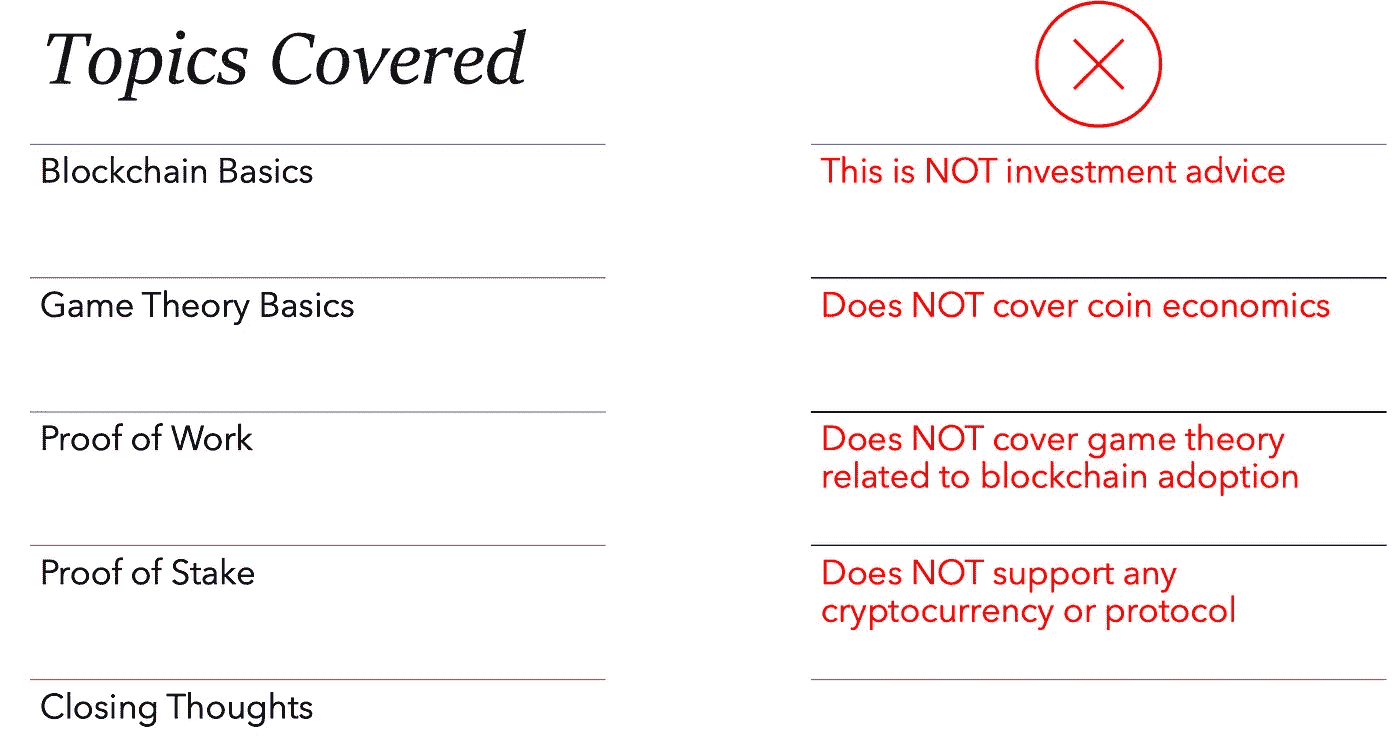 Topics Covered
Blockchain Basics
Game Theory Basics
Proof of Work
Proof of Stake
Closing Thoughts
This is NOT investment advice
Does NOT cover coin economics
Does NOT cover game theory
related to blockchain adoption
Does NOT support any
cryptocurrency or protocol